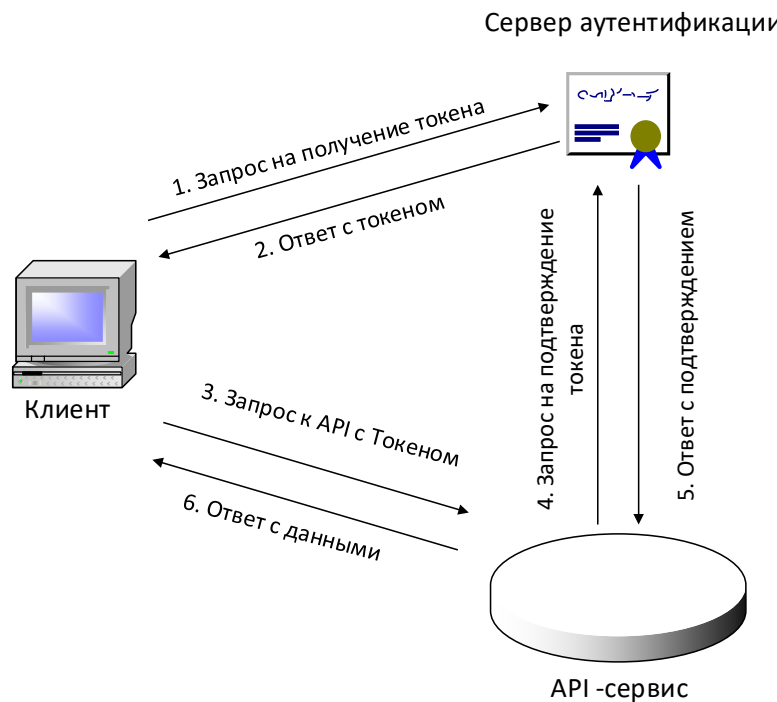 Сервер аутентификации
1. Запрос на получение токена
2. Ответ с токеном
Клиент
3. Запрос к API с Токеном
6. Ответ с данными
4. Запрос на подтверждение
токена
5. Ответ с подтверждением
API -сервис